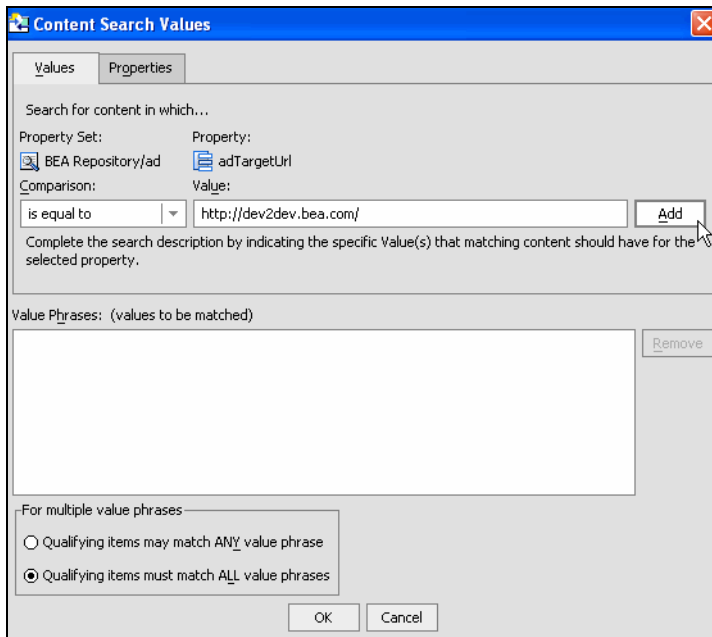 Content Search Values
Values Properties
Search for content in which...
Property Set: Property:
BEA Repository/ad adTargetUrl
Comparison: Value:
is equal to http://dev2dev.bea.com/ Add
Complete the search description by indicating the specific Value(s) that matching content should have for the
selected property.
Value Phrases: (values to be matched)
Remove
For multiple value phrases
Qualifying items may match ANY value phrase
Qualifying items must match ALL value phrases
OK Cancel